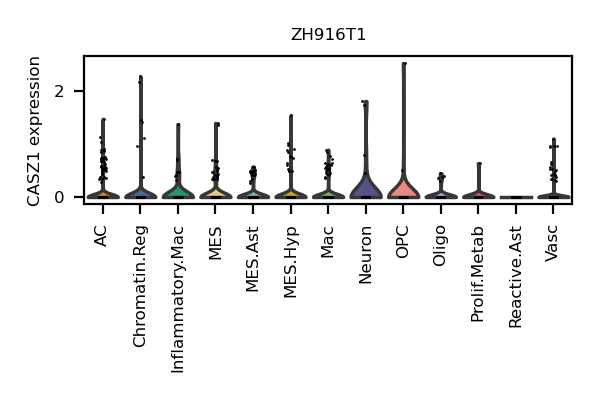 ZH916T1
CASZ1 expression
2
0
AC
Chromatin.Reg
Inflammatory.Mac
MES
MES.Ast
MES.Hyp
Mac
Neuron
OPC
Oligo
Prolif.Metab
Reactive.Ast
Vasc